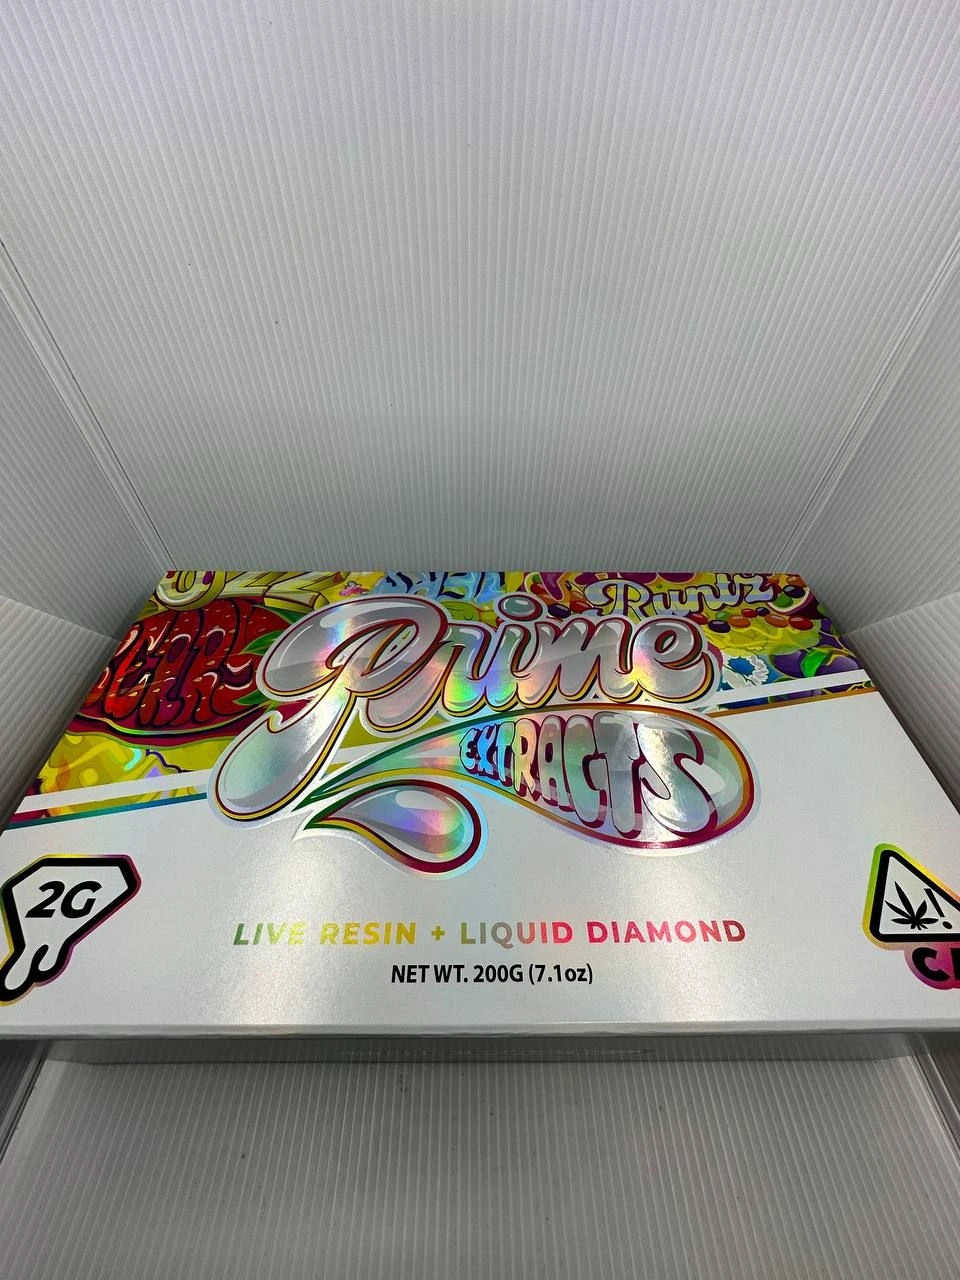 Runtz
Prime
EXTRACTS
2G
LIVE RESIN + LIQUID DIAMOND
NET WT. 200G (7.1oz)